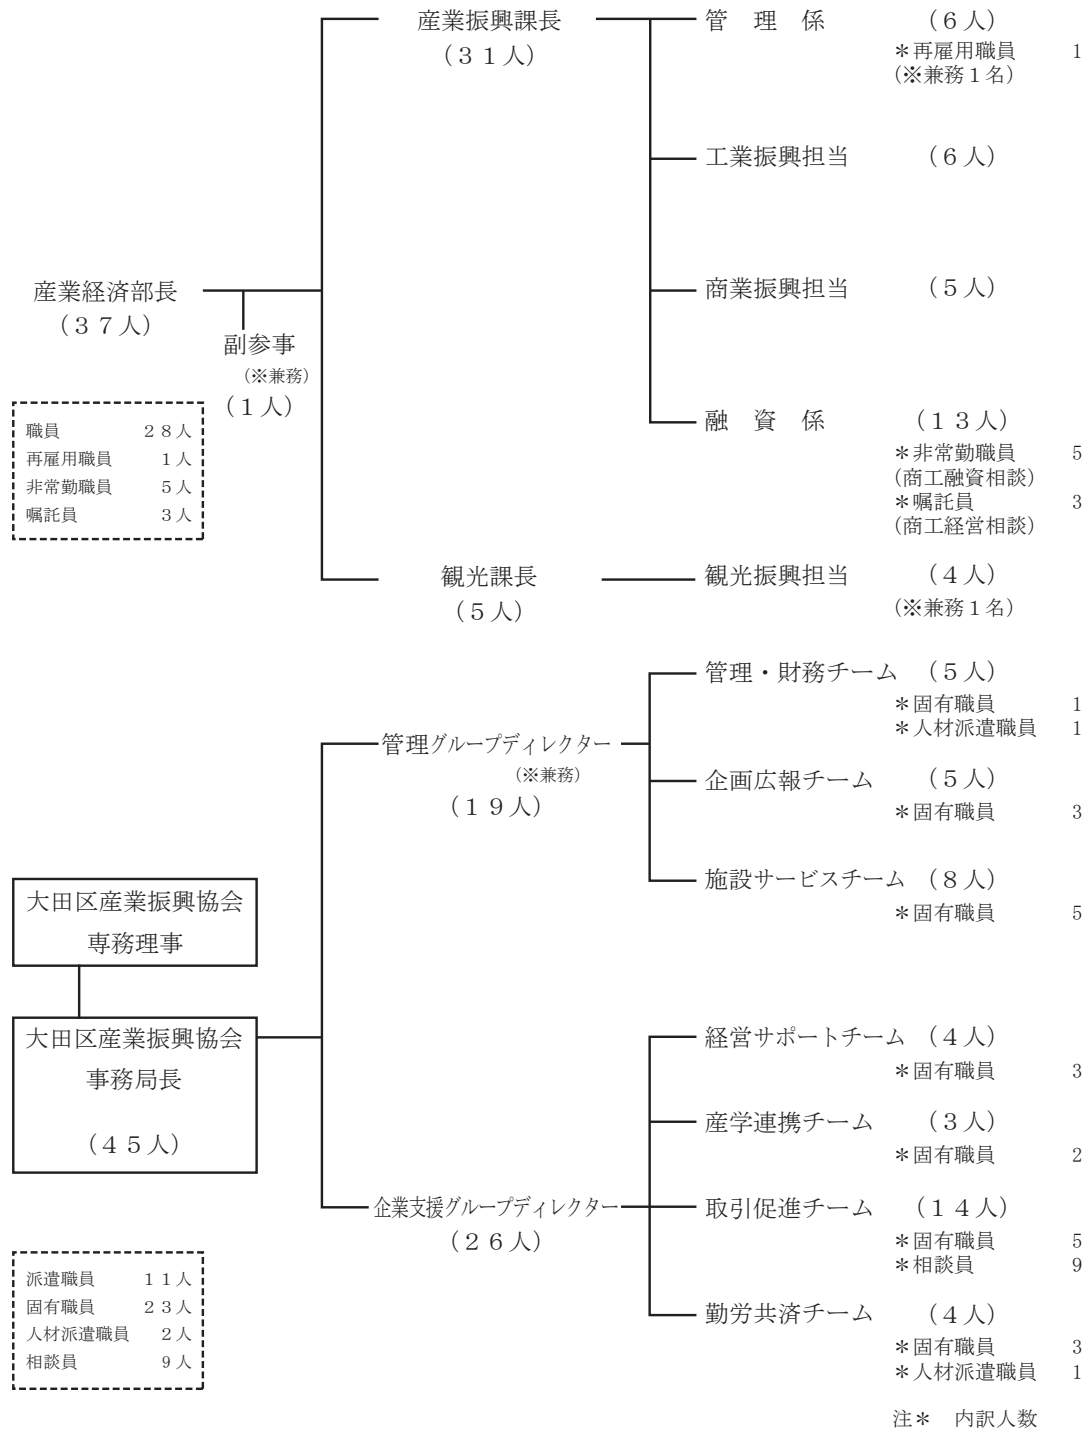 産業経済部長
(37人)
副参事
(※兼務)
(1人)
職員 28人
再雇用職員 1人
非常勤職員 5人
嘱託員 3人
産業振興課長
(31人)
管 理 係 (6人)
*再雇用職員 1
(※兼務1名)
工業振興担当 (6人)
商業振興担当 (5人)
融 資 係 (13人)
*非常勤職員 5
(商工融資相談)
*嘱託員 3
(商工経営相談)
観光課長
(5人)
観光振興担当 (4人)
(※兼務1名)
大田区産業振興協会
専務理事
大田区産業振興協会
事務局長
(45人)
派遣職員 11人
固有職員 23人
人材派遣職員 2人
相談員 9人
管理グループディレクター
(※兼務)
(19人)
管理・財務チーム (5人)
*固有職員 1
*人材派遣職員 1
企画広報チーム (5人)
*固有職員 3
施設サービスチーム (8人)
*固有職員 5
企業支援グループディレクター
(26人)
経営サポートチーム (4人)
*固有職員 3
産学連携チーム (3人)
*固有職員 2
取引促進チーム (14人)
*固有職員 5
*相談員 9
勤労共済チーム (4人)
*固有職員 3
*人材派遣職員 1
注* 内訳人数